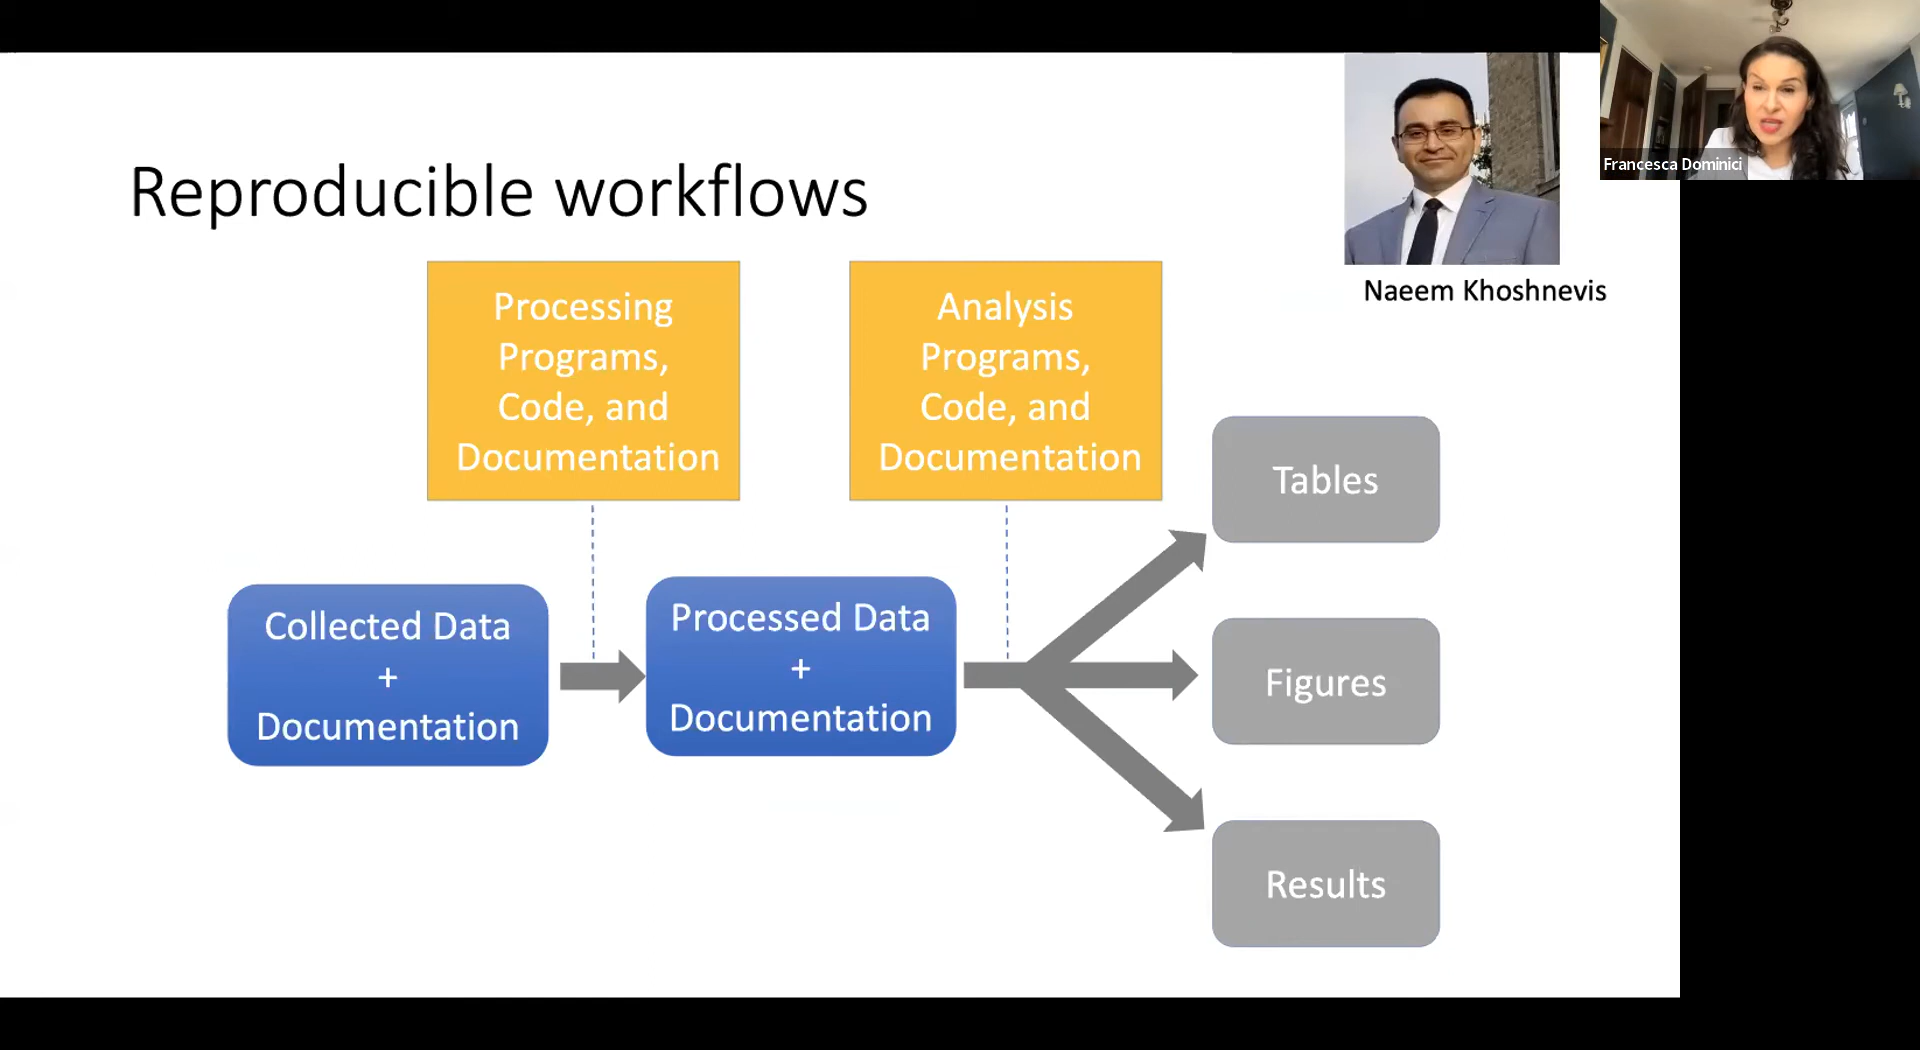 Francesca Dominici
Reproducible workflows
Naeem Khoshnevis
Processing
Programs,
Code, and
Documentation
Analysis
Programs,
Code, and
Documentation
Collected Data
+
Documentation
Processed Data
+
Documentation
Tables
Figures
Results